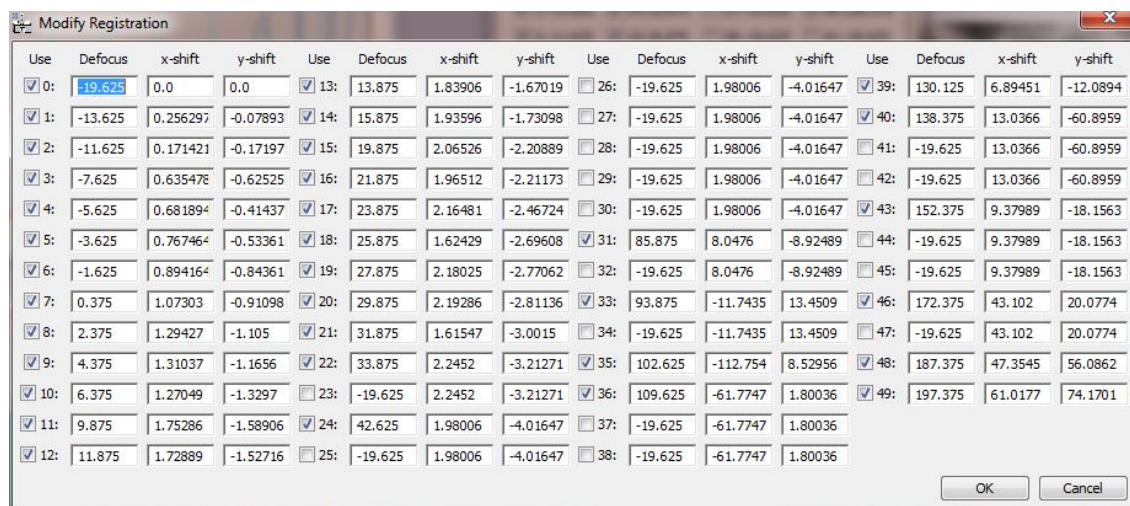 Modify Registration
Use Defocus x-shift y-shift Use Defocus x-shift y-shift Use Defocus x-shift y-shift Use Defocus x-shift y-shift
0: -19.625 0.0 0.0 13: 13.875 1.83906 -1.67019 26: -19.625 1.98006 -4.01647 39: 130.125 6.89451 -12.0894
1: -13.625 0.256297 -0.07893 14: 15.875 1.93596 -1.73098 27: -19.625 1.98006 -4.01647 40: 138.375 13.0366 -60.8959
2: -11.625 0.171421 -0.17197 15: 19.875 2.06526 -2.20889 28: -19.625 1.98006 -4.01647 41: -19.625 13.0366 -60.8959
3: -7.625 0.635478 -0.62525 16: 21.875 1.96512 -2.21173 29: -19.625 1.98006 -4.01647 42: -19.625 13.0366 -60.8959
4: -5.625 0.681894 -0.41437 17: 23.875 2.16481 -2.46724 30: -19.625 1.98006 -4.01647 43: 152.375 9.37989 -18.1563
5: -3.625 0.767464 -0.53361 18: 25.875 1.62429 -2.69608 31: 85.875 8.0476 -8.92489 44: -19.625 9.37989 -18.1563
6: -1.625 0.894164 -0.84361 19: 27.875 2.18025 -2.77062 32: -19.625 8.0476 -8.92489 45: -19.625 9.37989 -18.1563
7: 0.375 1.07303 -0.91098 20: 29.875 2.19286 -2.81136 33: 93.875 -11.7435 13.4509 46: 172.375 43.102 20.0774
8: 2.375 1.29427 -1.105 21: 31.875 1.61547 -3.0015 34: -19.625 -11.7435 13.4509 47: -19.625 43.102 20.0774
9: 4.375 1.31037 -1.1656 22: 33.875 2.2452 -3.21271 35: 102.625 -112.754 8.52956 48: 187.375 47.3545 56.0862
10: 6.375 1.27049 -1.3297 23: -19.625 2.2452 -3.21271 36: 109.625 -61.7747 1.80036 49: 197.375 61.0177 74.1701
11: 9.875 1.75286 -1.58906 24: 42.625 1.98006 -4.01647 37: -19.625 -61.7747 1.80036
12: 11.875 1.72889 -1.52716 25: -19.625 1.98006 -4.01647 38: -19.625 -61.7747 1.80036
OK Cancel